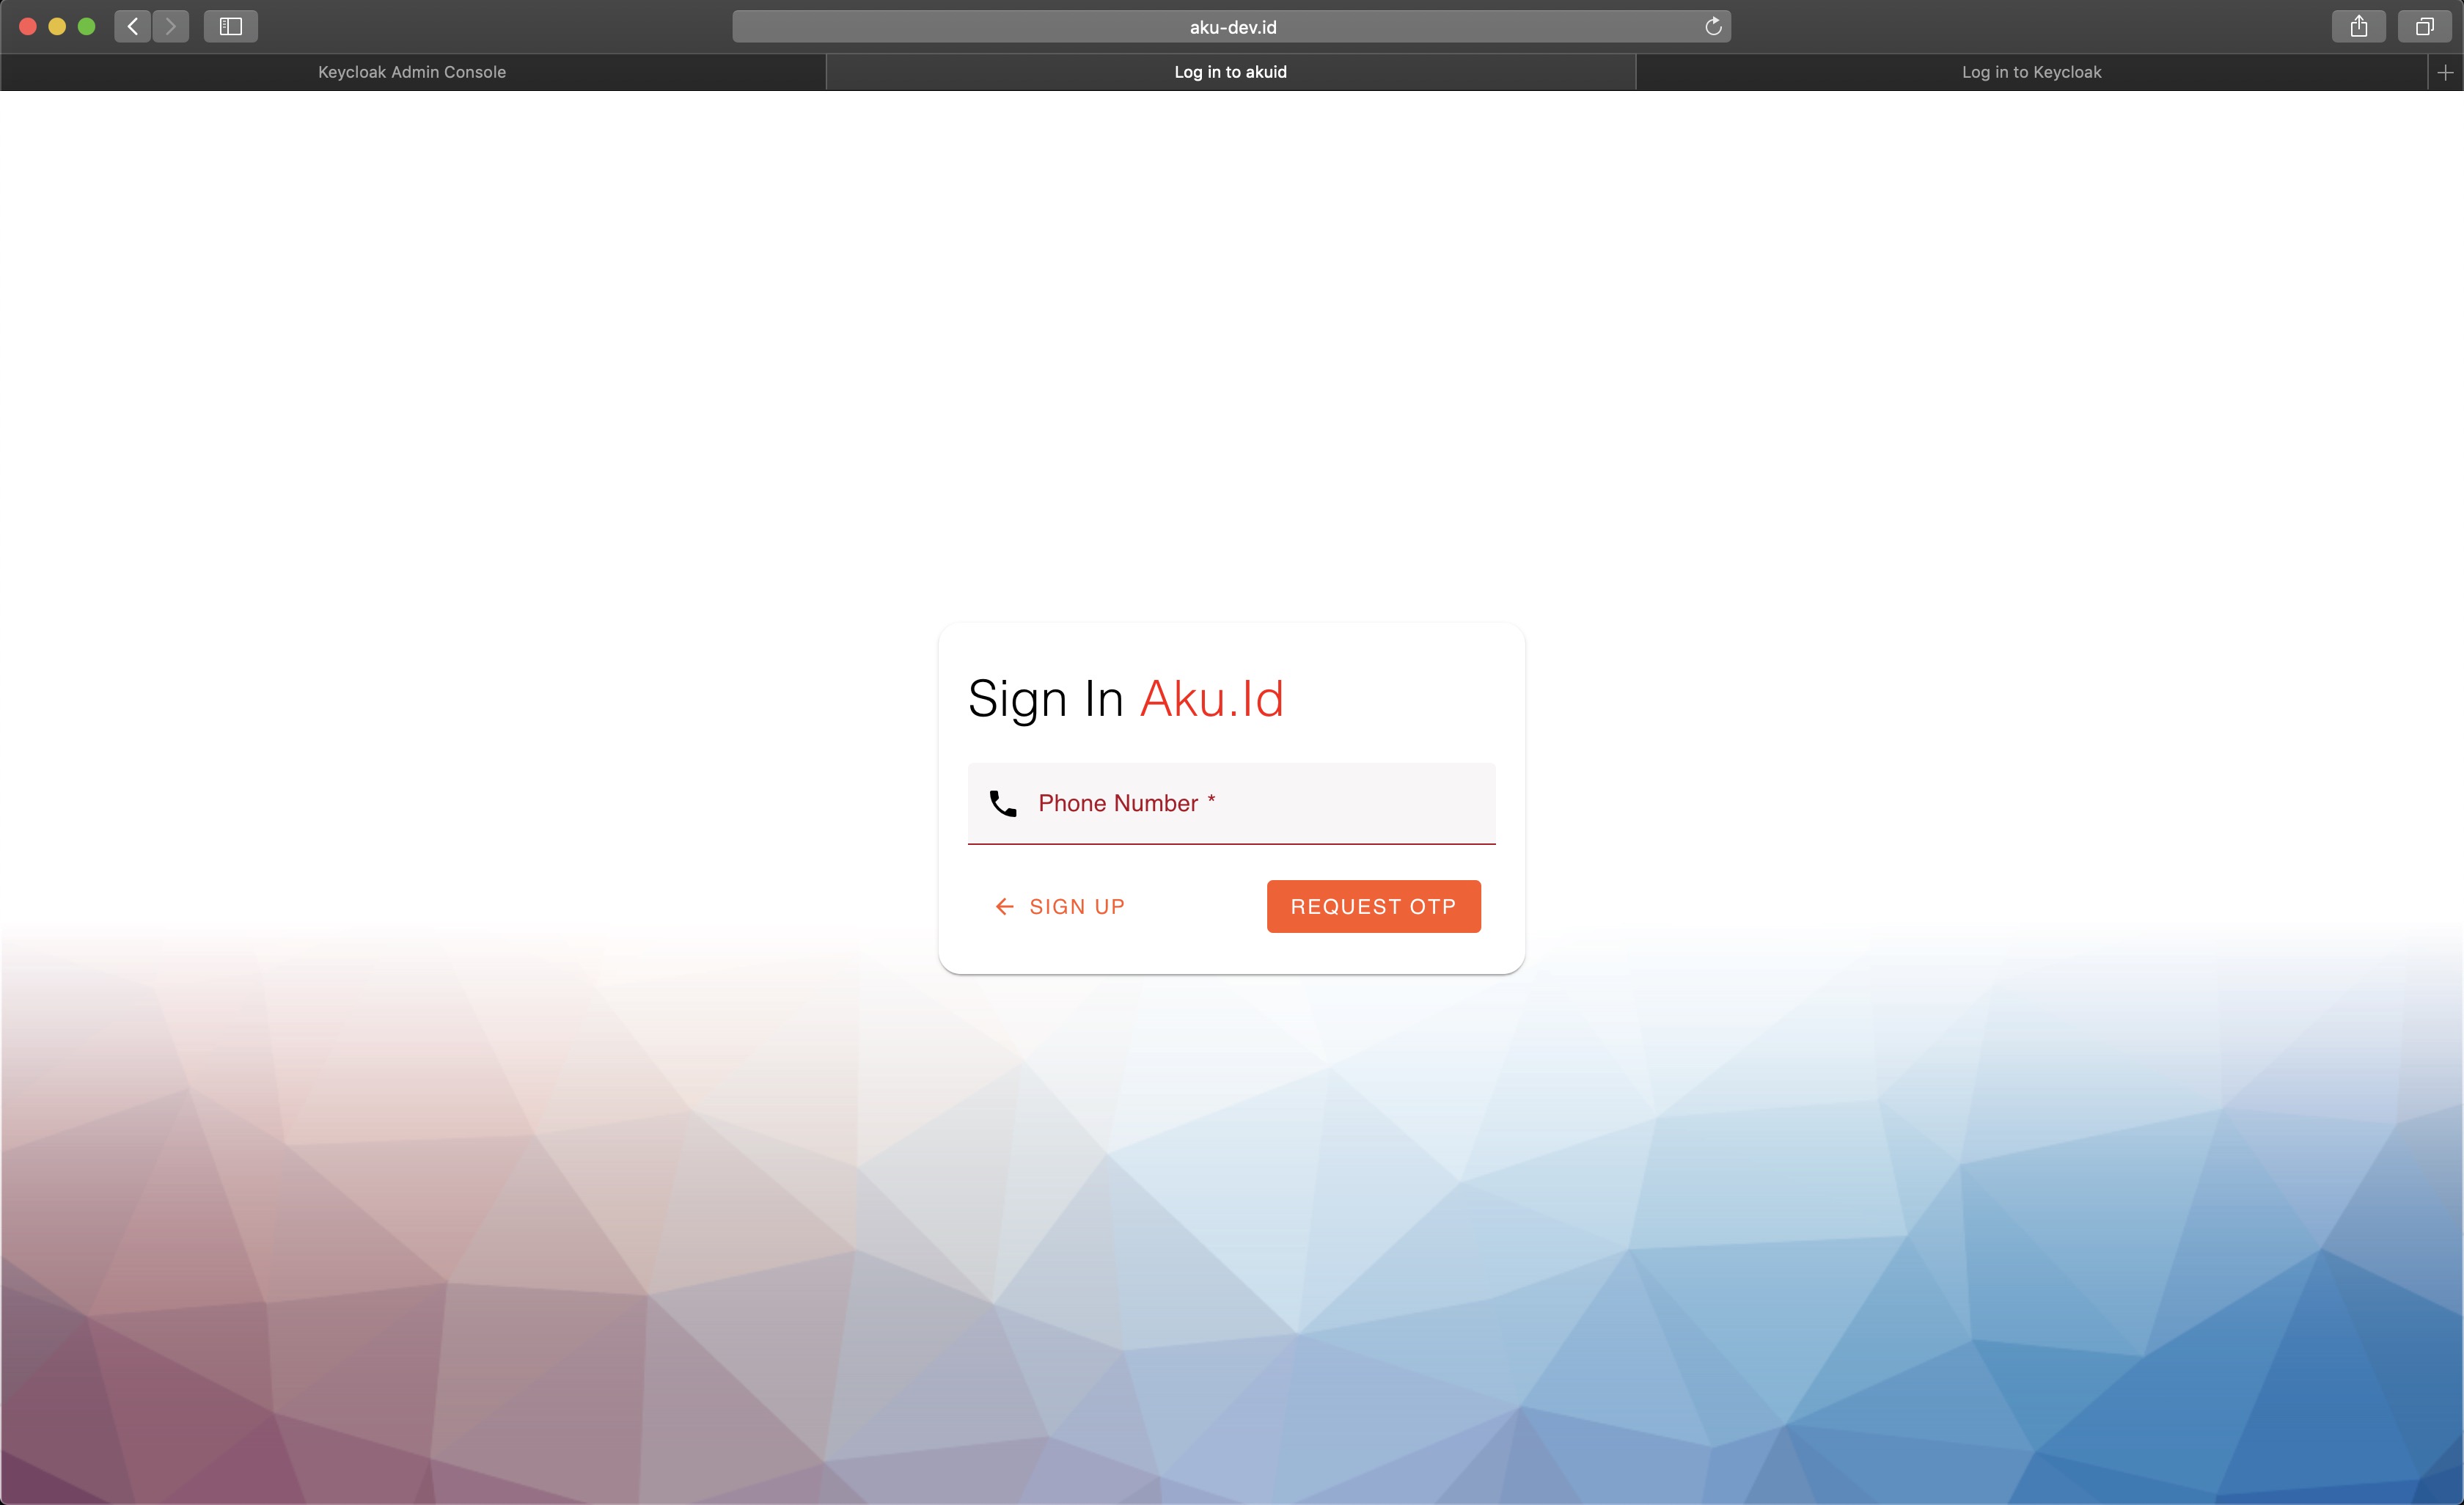 aku-dev.id
Keycloak Admin Console
Log in to akuid
Log in to Keycloak
Sign In Aku.Id
Phone Number *
SIGN UP
REQUEST OTP